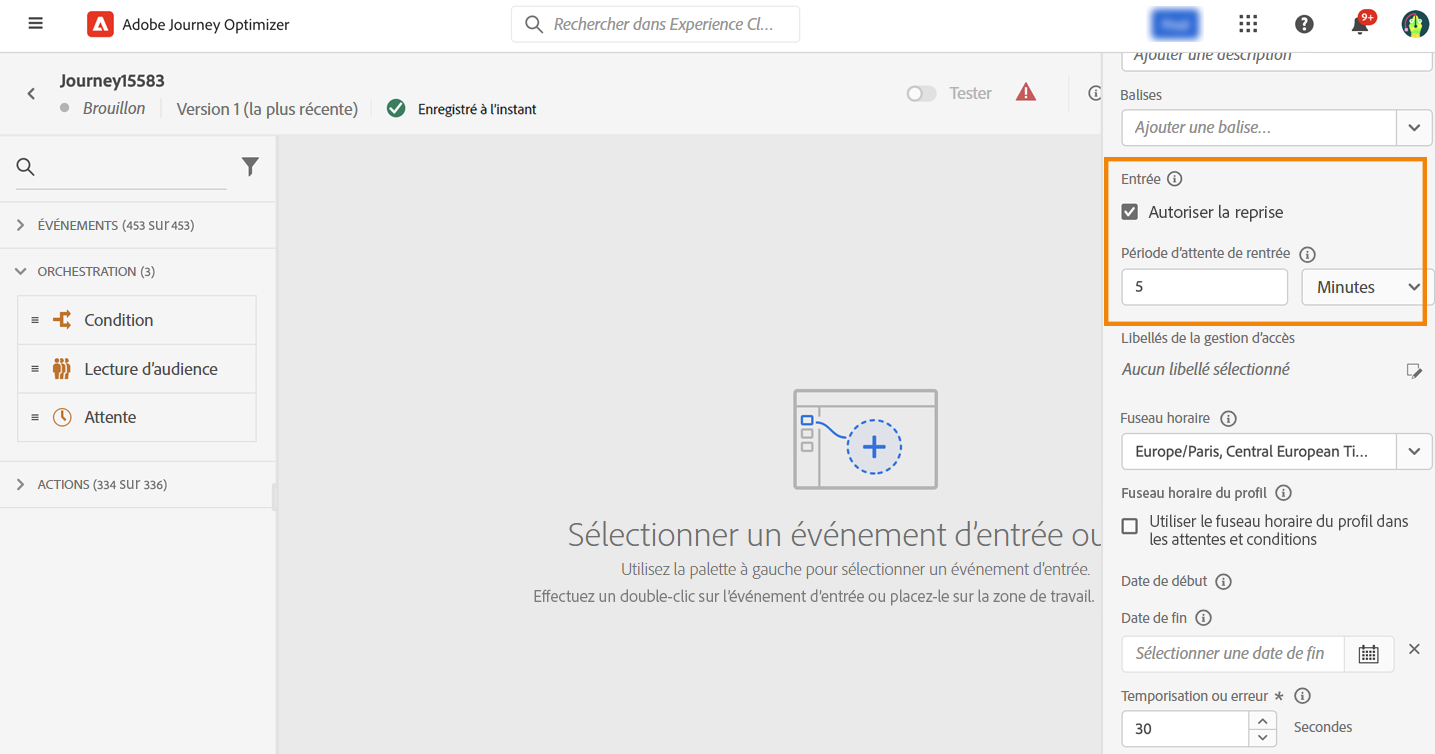 Adobe Journey Optimizer
Rechercher dans Experience Cl...
9+
Journey15583
Brouillon
Version 1 (la plus récente)
Enregistré à l'instant
Tester
ÉVÉNEMENTS (453 sur 453)
ORCHESTRATION (3)
Condition
Lecture d'audience
Attente
ACTIONS (334 sur 336)
Sélectionner un événement d'entrée ou
Utilisez la palette à gauche pour sélectionner un événement d'entrée.
Effectuez un double-clic sur l'événement d'entrée ou placez-le sur la zone de travail.
Ajouter une description
Balises
Ajouter une balise...
Entrée
Autoriser la reprise
Période d'attente de rentrée
5
Minutes
Libellés de la gestion d'accès
Aucun libellé sélectionné
Fuseau horaire
Europe/Paris, Central European Ti...
Fuseau horaire du profil
Utiliser le fuseau horaire du profil dans
les attentes et conditions
Date de début
Date de fin
Sélectionner une date de fin
Temporisation ou erreur *
30
Secondes